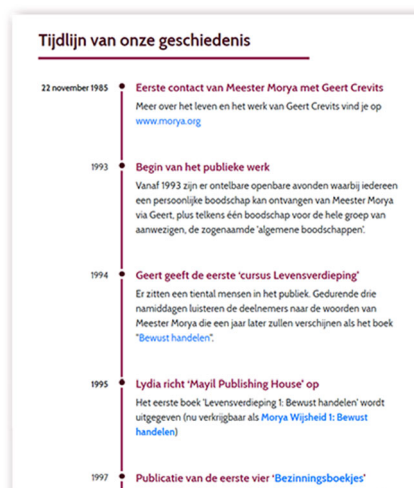 Tijdlijn van onze geschiedenis
22 november 1985
Eerste contact van Meester Morya met Geert Crevits
Meer over het leven en het werk van Geert Crevits vind je op
www.morya.org
1993
Begin van het publieke werk
Vanaf 1993 zijn er ontelbare openbare avonden waarbij iedereen
een persoonlijke boodschap kan ontvangen van Meester Morya
via Geert, plus telkens één boodschap voor de hele groep van
aanwezigen, de zogenaamde 'algemene boodschappen'.
1994
Geert geeft de eerste ‘cursus Levensverdieping’
Er zitten een tiental mensen in het publiek. Gedurende drie
namiddagen luisteren de deelnemers naar de woorden van
Meester Morya die een jaar later zullen verschijnen als het boek
"Bewust handelen".
1995
Lydia richt ‘Mayil Publishing House’ op
Het eerste boek 'Levensverdieping 1: Bewust handelen' wordt
uitgegeven (nu verkrijgbaar als Morya Wijsheid 1: Bewust
handelen)
1997
Publicatie van de eerste vier ‘Bezinningsboekjes’